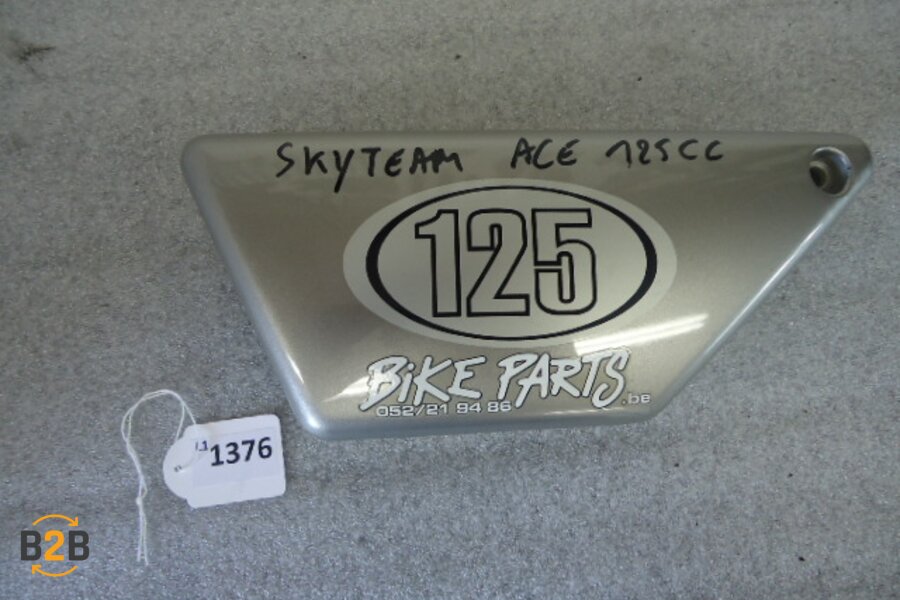 SKYTEAM ACE 125CC
125
BiKE PARTS.be
052/21 94 86
1376
B2B